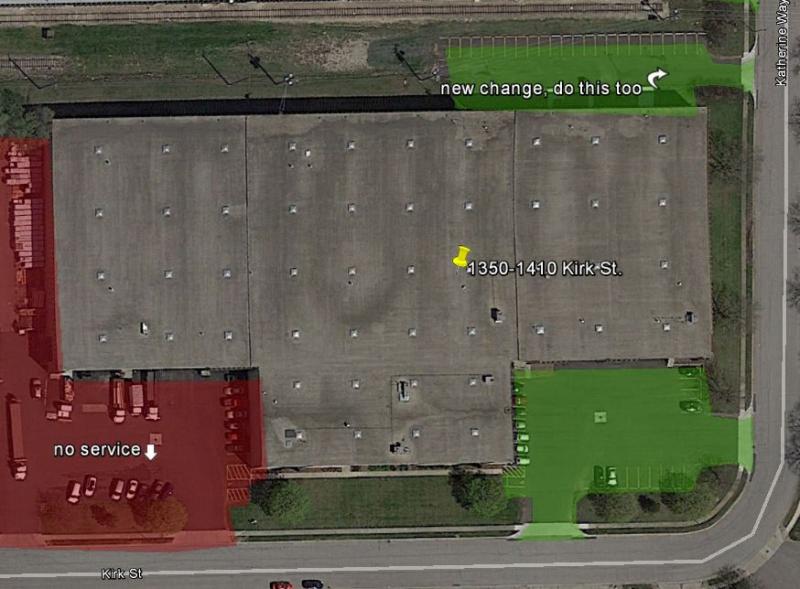 Katherine Way
new change, do this too
1350-1410 Kirk St.
no service
Kirk St